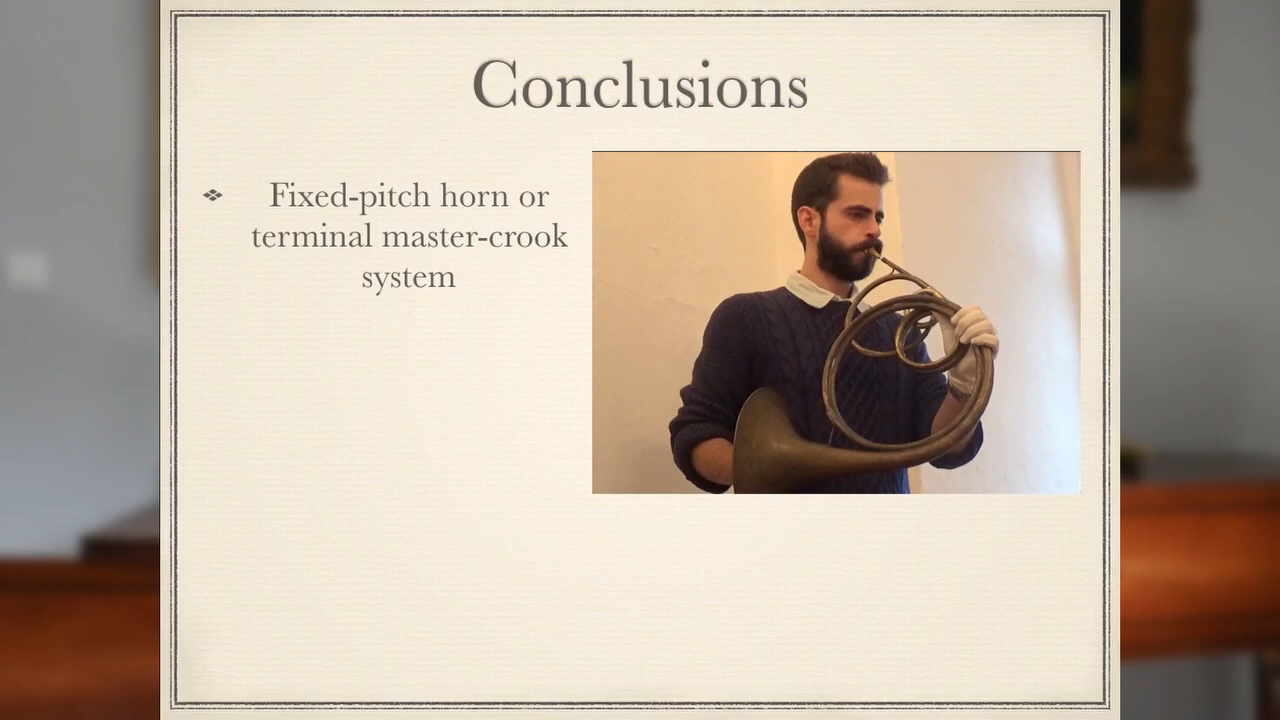 Conclusions
Fixed-pitch horn or
terminal master-crook
system